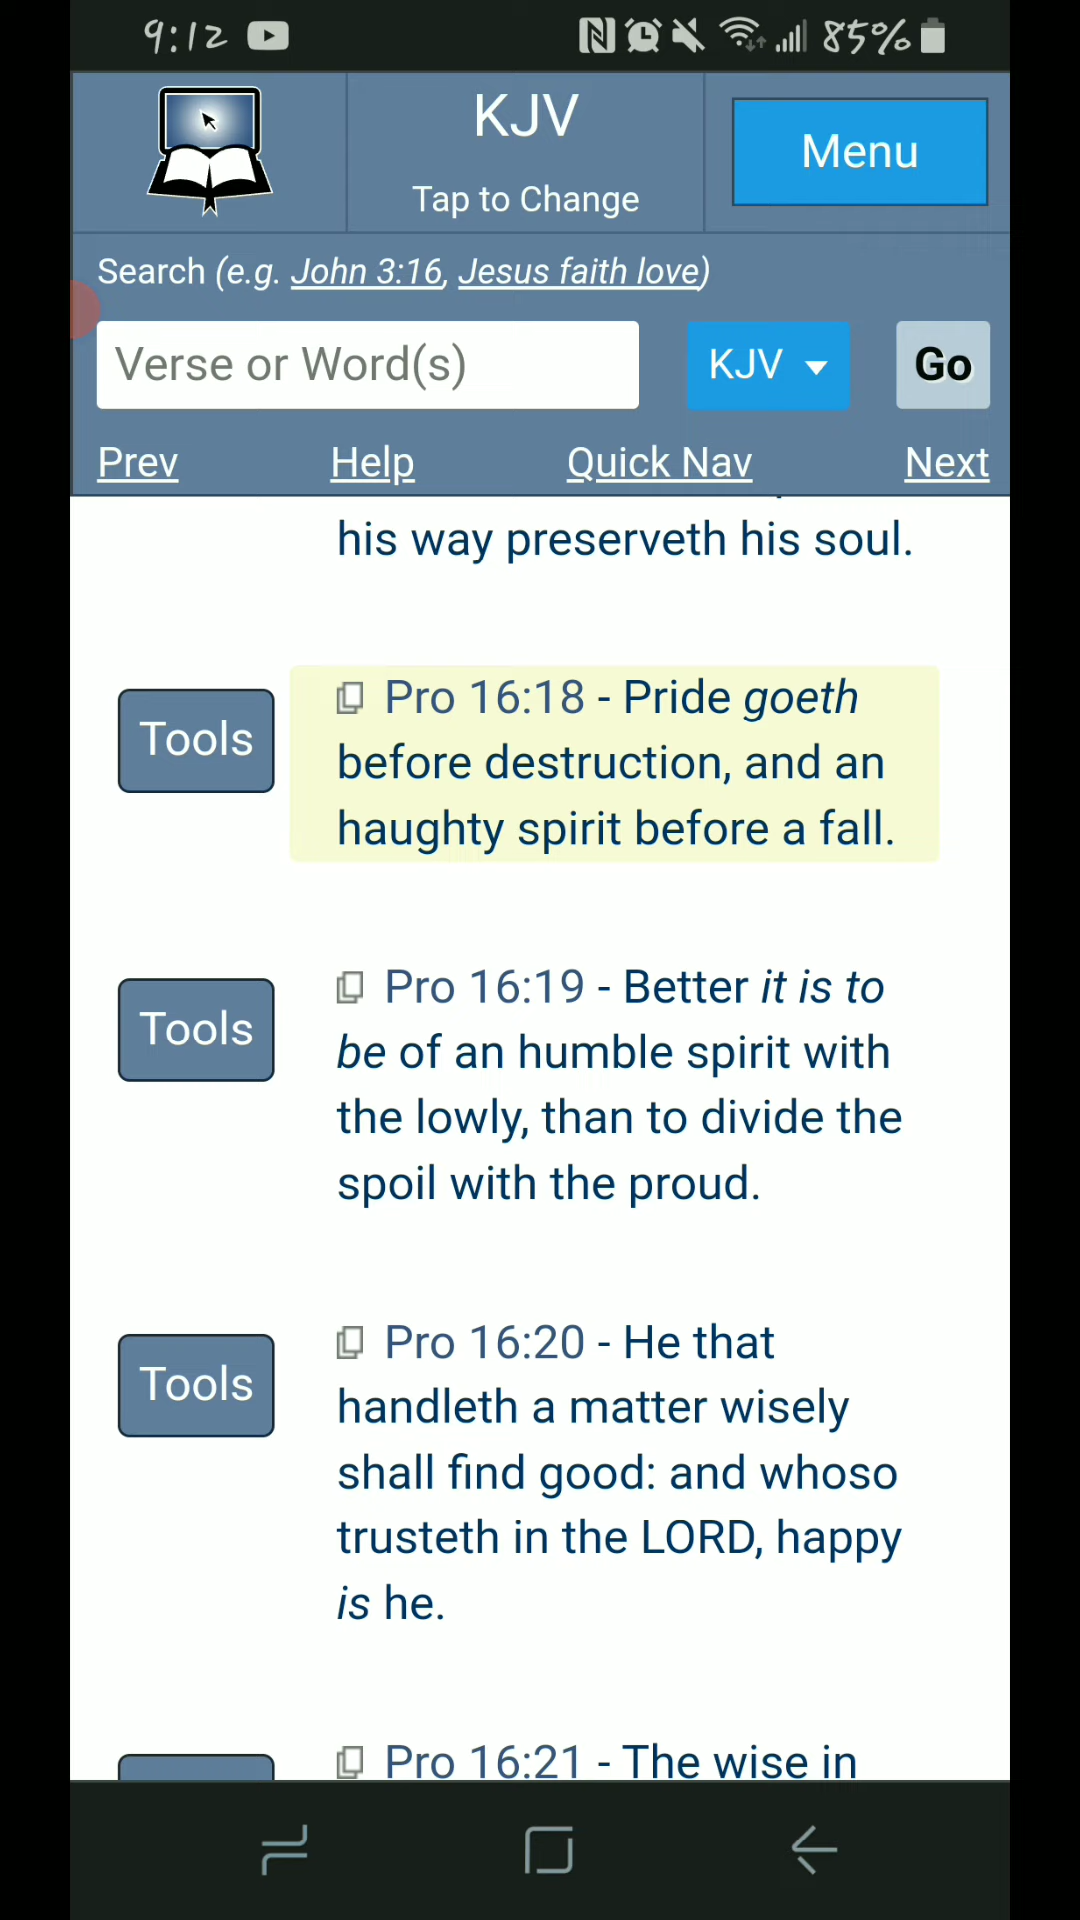 9:12 85%
KJV
Tap to Change
Menu
Search (e.g. John 3:16, Jesus faith love)
Verse or Word(s) KJV Go
Prev Help Quick Nav Next
his way preserveth his soul.
Tools
Pro 16:18 - Pride goeth
before destruction, and an
haughty spirit before a fall.
Tools
Pro 16:19 - Better it is to
be of an humble spirit with
the lowly, than to divide the
spoil with the proud.
Tools
Pro 16:20 - He that
handleth a matter wisely
shall find good: and whoso
trusteth in the LORD, happy
is he.
Pro 16:21 - The wise in